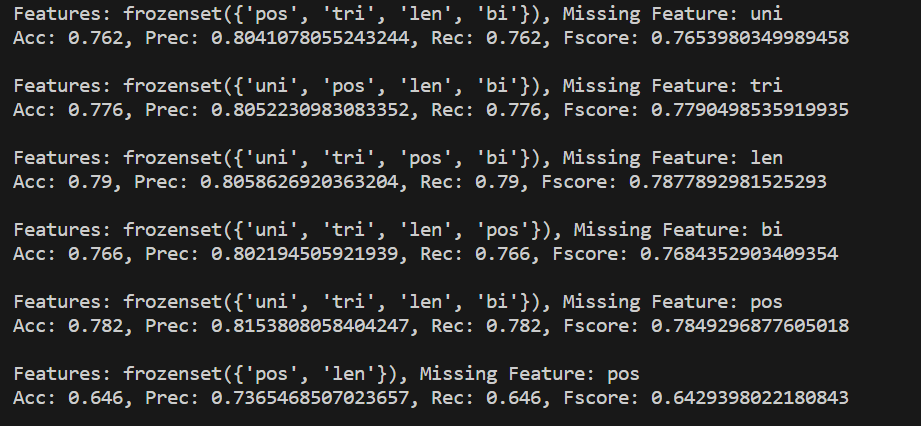 Features: frozenset({'pos', 'tri', 'len', 'bi'}), Missing Feature: uni
Acc: 0.762, Prec: 0.8041078055243244, Rec: 0.762, Fscore: 0.7653980349989458
Features: frozenset({'uni', 'pos', 'len', 'bi'}), Missing Feature: tri
Acc: 0.776, Prec: 0.8052230983083352, Rec: 0.776, Fscore: 0.7790498535919935
Features: frozenset({'uni', 'tri', 'pos', 'bi'}), Missing Feature: len
Acc: 0.79, Prec: 0.8058626920363204, Rec: 0.79, Fscore: 0.7877892981525293
Features: frozenset({'uni', 'tri', 'len', 'pos'}), Missing Feature: bi
Acc: 0.766, Prec: 0.802194505921939, Rec: 0.766, Fscore: 0.7684352903409354
Features: frozenset({'uni', 'tri', 'len', 'bi'}), Missing Feature: pos
Acc: 0.782, Prec: 0.8153808058404247, Rec: 0.782, Fscore: 0.7849296877605018
Features: frozenset({'pos', 'len'}), Missing Feature: pos
Acc: 0.646, Prec: 0.7365468507023657, Rec: 0.646, Fscore: 0.6429398022180843